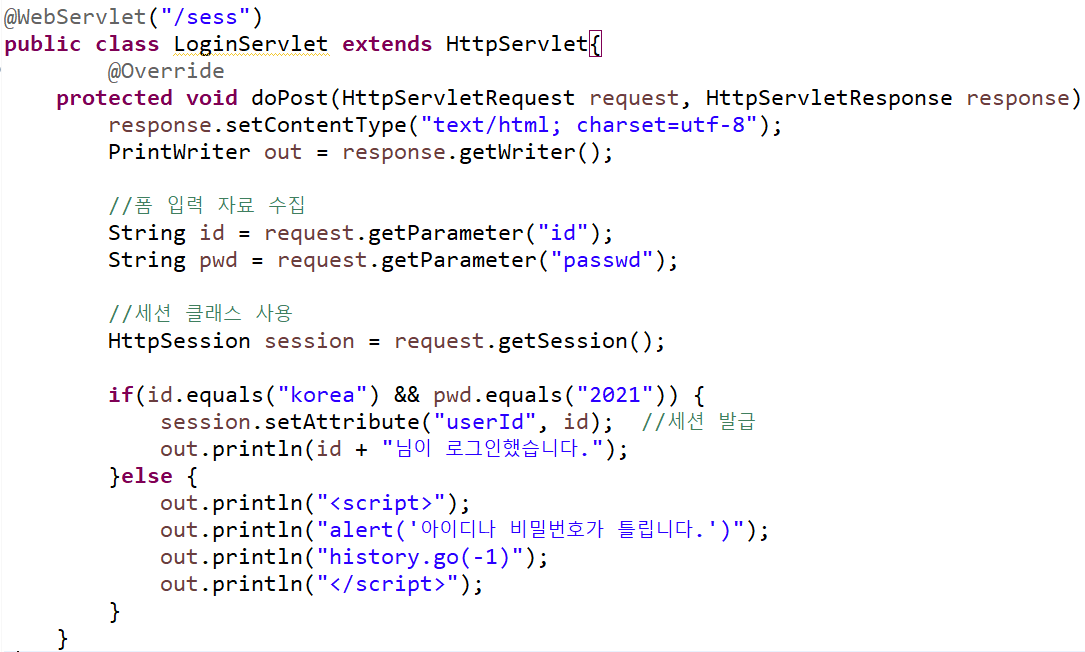 @WebServlet("/sess")
public class LoginServlet extends HttpServlet{
@Override
protected void doPost(HttpServletRequest request, HttpServletResponse response)
response.setContentType("text/html; charset=utf-8");
PrintWriter out = response.getWriter();
//폼 입력 자료 수집
String id = request.getParameter("id");
String pwd = request.getParameter("passwd");
//세션 클래스 사용
HttpSession session = request.getSession();
if(id.equals("korea") && pwd.equals("2021")) {
session.setAttribute("userId", id);  //세션 발급
out.println(id + "님이 로그인했습니다.");
}else {
out.println("<script>");
out.println("alert('아이디나 비밀번호가 틀립니다.')");
out.println("history.go(-1)");
out.println("</script>");
}
}